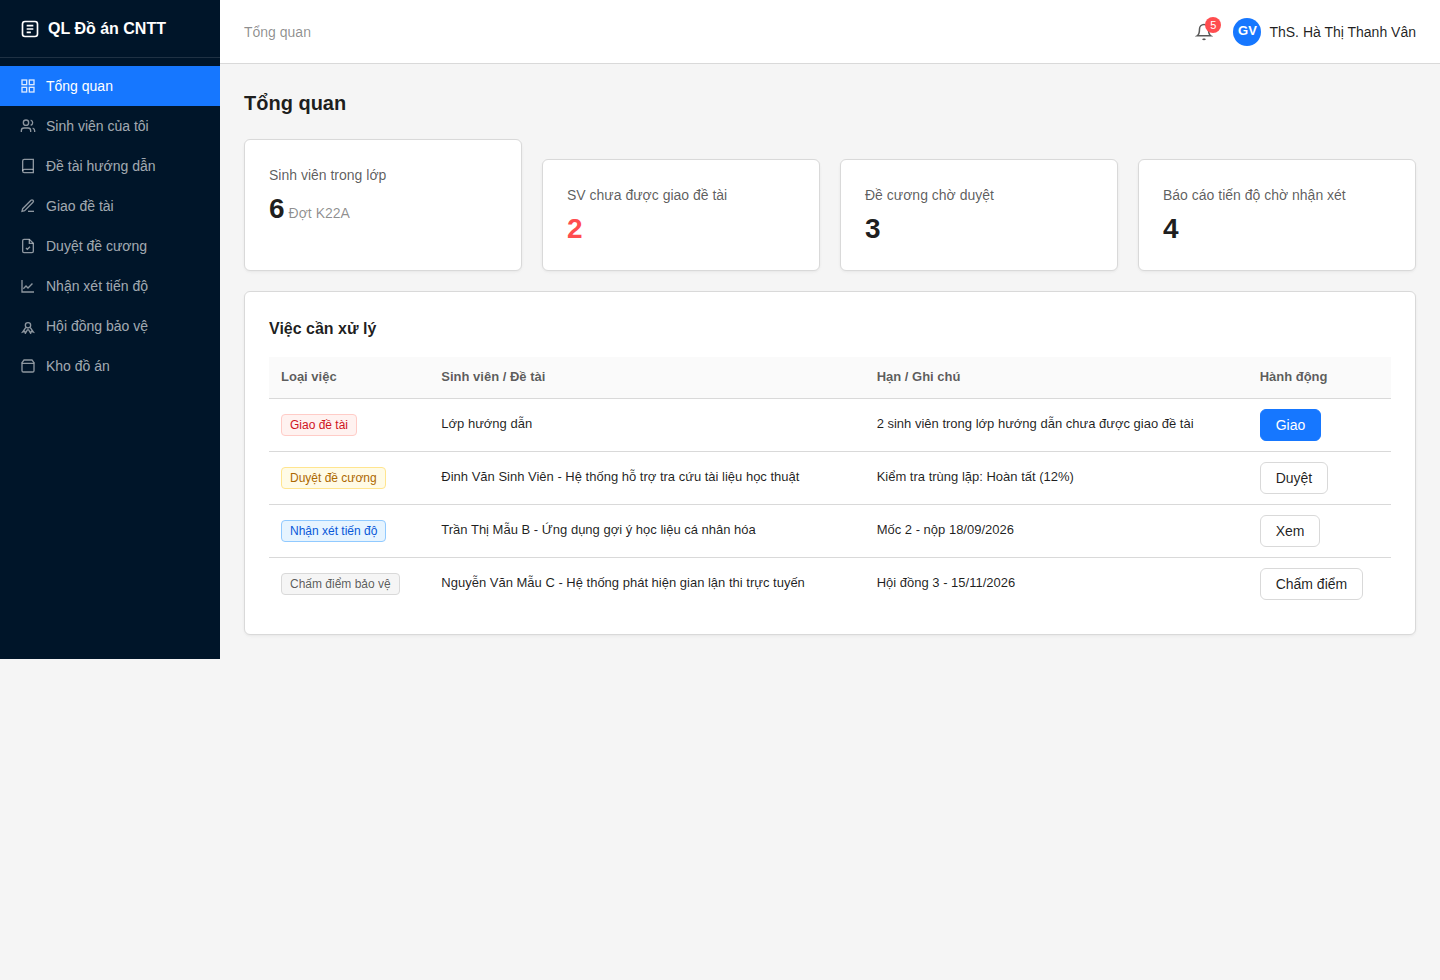 QL Đồ án CNTT
Tổng quan
Sinh viên của tôi
Đề tài hướng dẫn
Giao đề tài
Duyệt đề cương
Nhận xét tiến độ
Hội đồng bảo vệ
Kho đồ án
Tổng quan
5
GV
ThS. Hà Thị Thanh Vân
Tổng quan
Sinh viên trong lớp
6 Đợt K22A
SV chưa được giao đề tài
2
Đề cương chờ duyệt
3
Báo cáo tiến độ chờ nhận xét
4
Việc cần xử lý
Loại việc Sinh viên / Đề tài Hạn / Ghi chú Hành động
Giao đề tài Lớp hướng dẫn 2 sinh viên trong lớp hướng dẫn chưa được giao đề tài Giao
Duyệt đề cương Đinh Văn Sinh Viên - Hệ thống hỗ trợ tra cứu tài liệu học thuật Kiểm tra trùng lặp: Hoàn tất (12%) Duyệt
Nhận xét tiến độ Trần Thị Mẫu B - Ứng dụng gợi ý học liệu cá nhân hóa Mốc 2 - nộp 18/09/2026 Xem
Chấm điểm bảo vệ Nguyễn Văn Mẫu C - Hệ thống phát hiện gian lận thi trực tuyến Hội đồng 3 - 15/11/2026 Chấm điểm